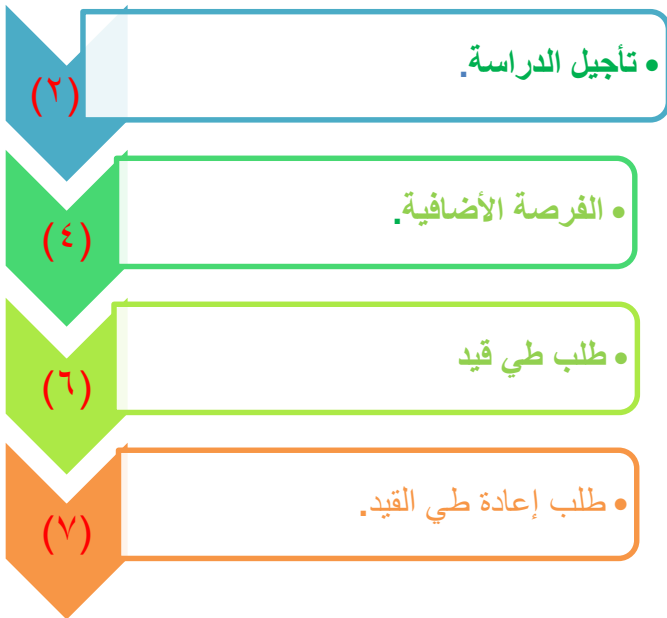 • تأجيل الدراسة.
(٢)
• الفرصة الأضافية.
(٤)
• طلب طي قيد
(٦)
• طلب إعادة طي القيد.
(٧)